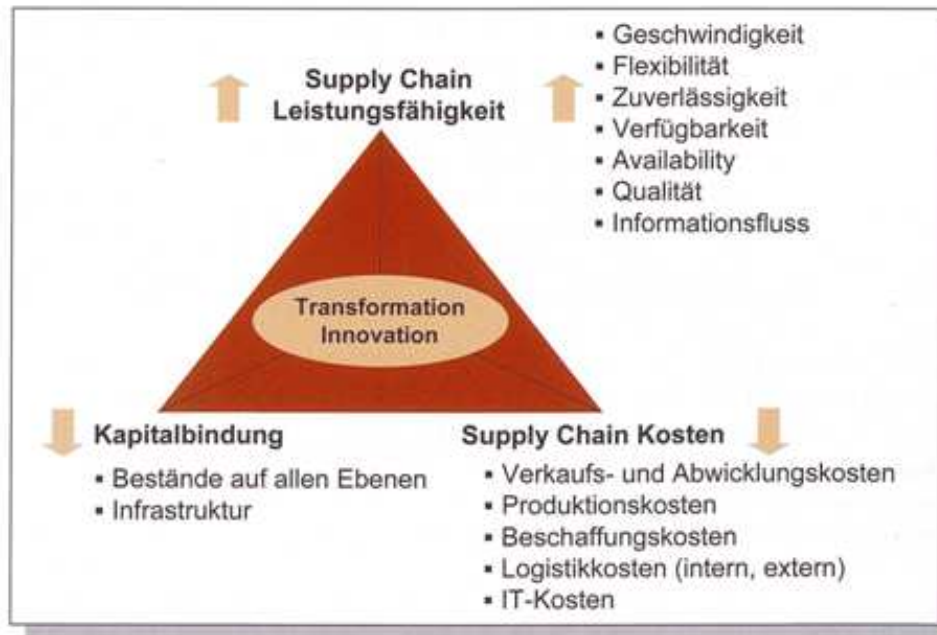 Supply Chain
Leistungsfähigkeit
▪ Geschwindigkeit
▪ Flexibilität
▪ Zuverlässigkeit
▪ Verfügbarkeit
▪ Availability
▪ Qualität
▪ Informationsfluss
Transformation
Innovation
Kapitalbindung
▪ Bestände auf allen Ebenen
▪ Infrastruktur
Supply Chain Kosten
▪ Verkaufs- und Abwicklungskosten
▪ Produktionskosten
▪ Beschaffungskosten
▪ Logistikkosten (intern, extern)
▪ IT-Kosten